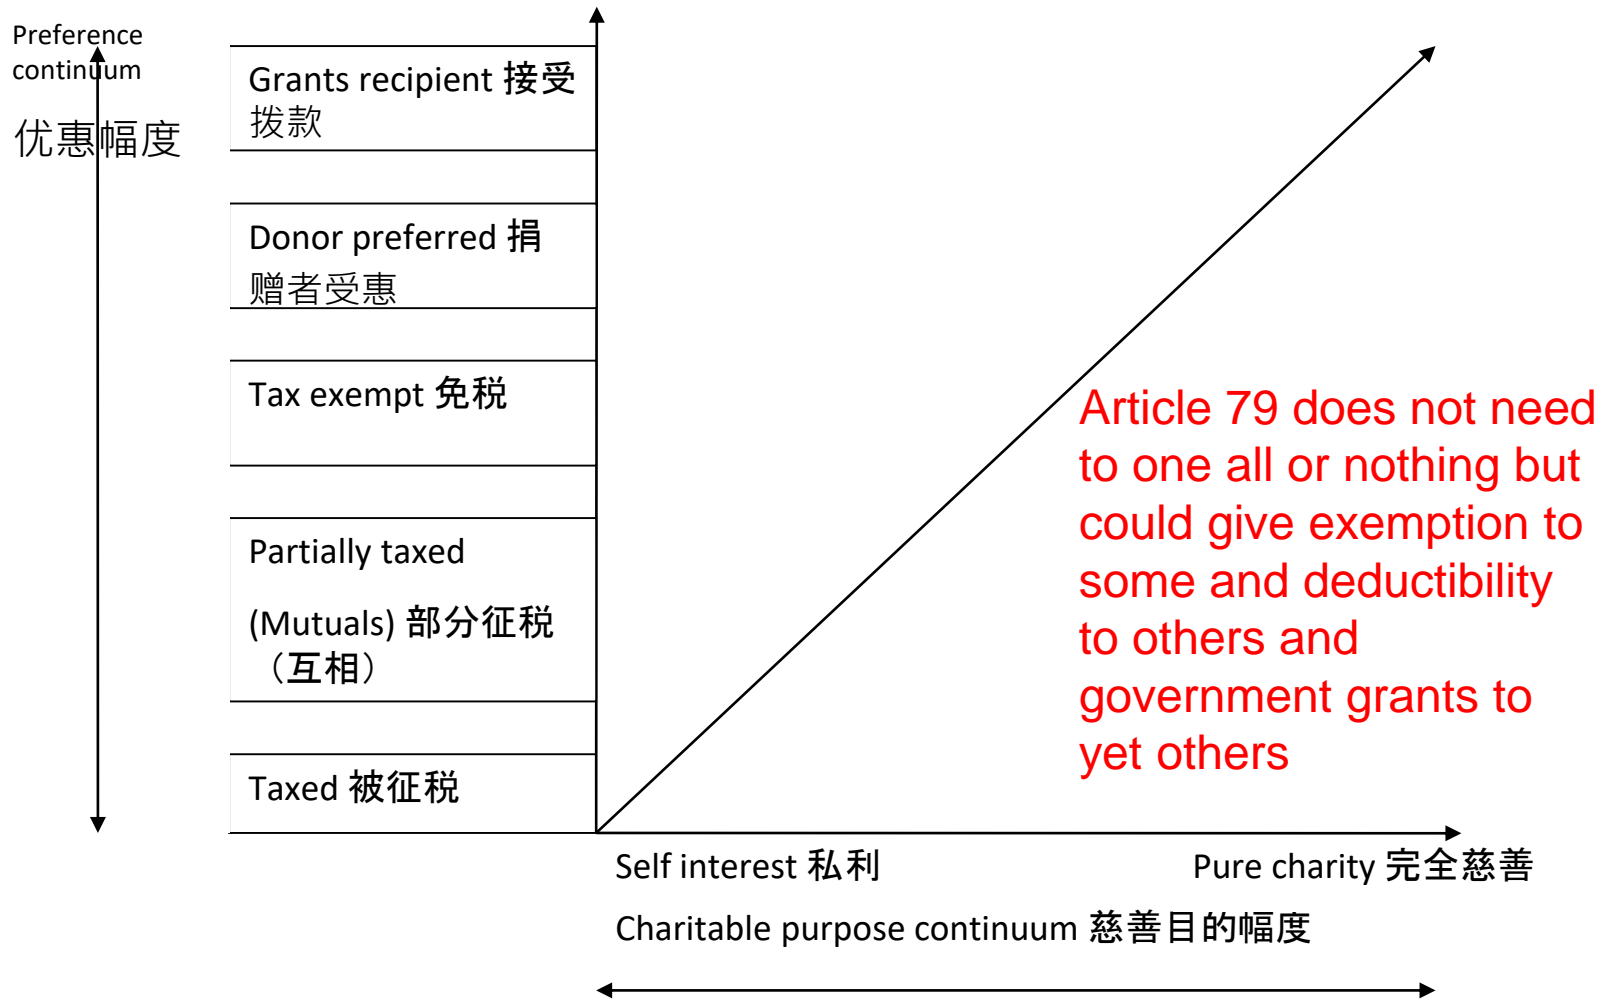 Preference
continuum
优惠幅度
Grants recipient 接受
拨款
Donor preferred 捐
赠者受惠
Tax exempt 免税
Partially taxed
(Mutuals) 部分征税
（互相）
Taxed 被征税
Article 79 does not need
to one all or nothing but
could give exemption to
some and deductibility
to others and
government grants to
yet others
Self interest 私利
Pure charity 完全慈善
Charitable purpose continuum 慈善目的幅度